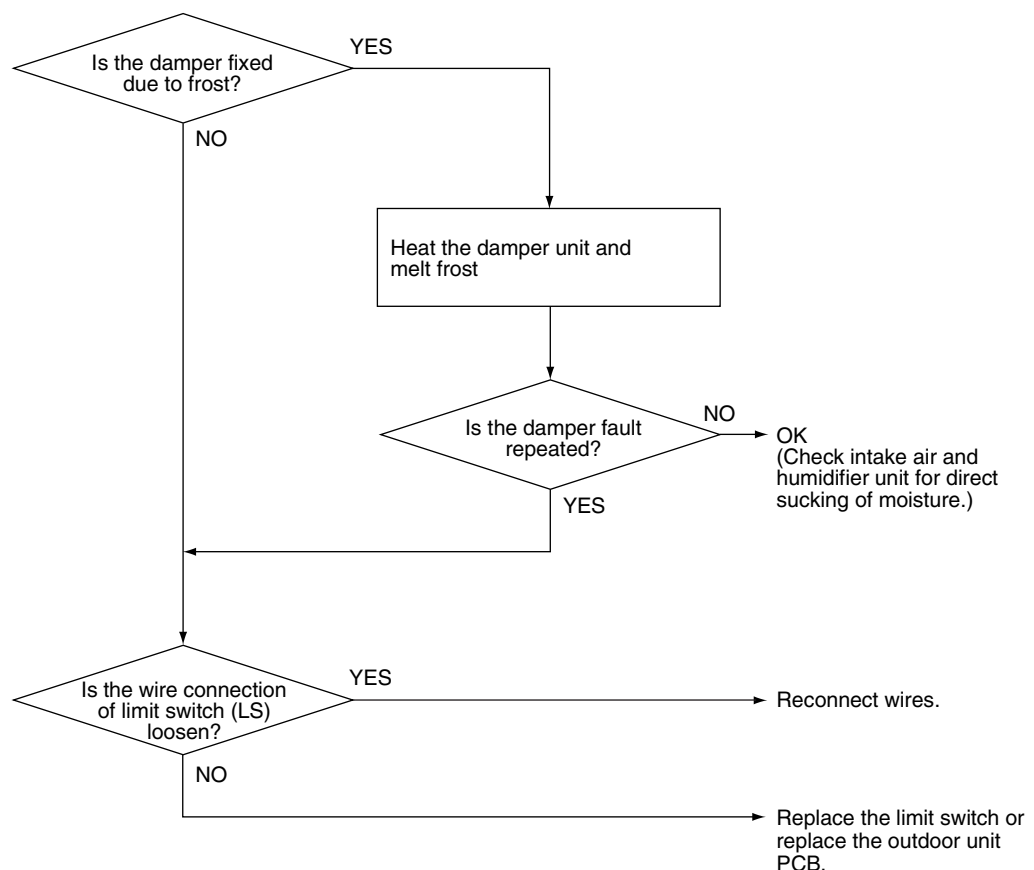 Is the damper fixed
due to frost?
YES
NO
Heat the damper unit and
melt frost
Is the damper fault
repeated?
NO
OK
(Check intake air and
humidifier unit for direct
sucking of moisture.)
YES
Is the wire connection
of limit switch (LS)
loosen?
YES
Reconnect wires.
NO
Replace the limit switch or
replace the outdoor unit
PCB.